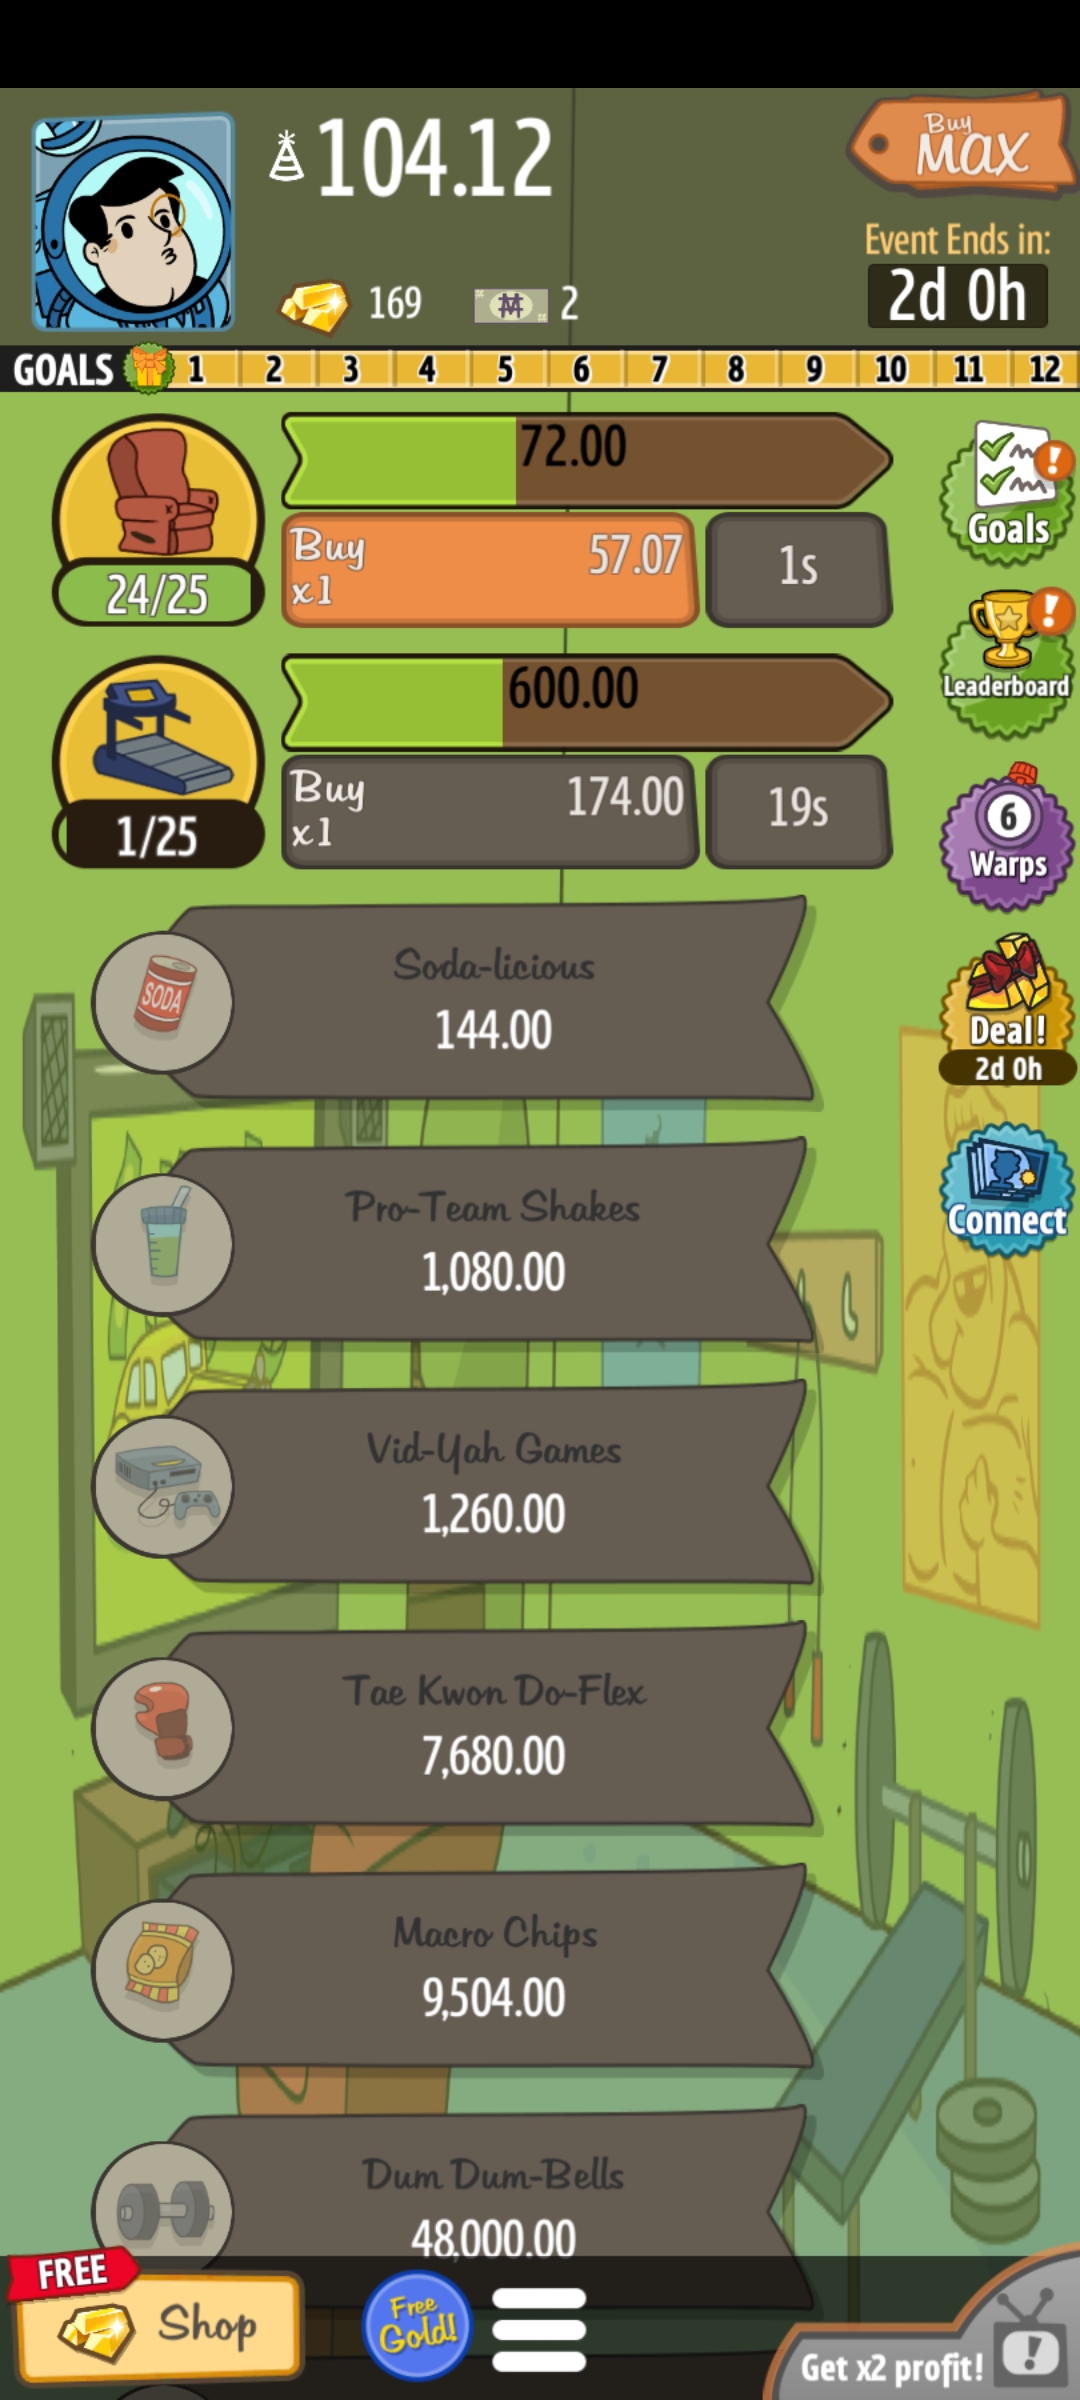 104.12
Buy
MAX
Event Ends in:
2d 0h
169
2
GOALS 1 2 3 4 5 6 7 8 9 10 11 12
72.00
Buy
x1
57.07
1s
24/25
Goals
Leaderboard
600.00
Buy
x1
174.00
19s
1/25
6
Warps
SODA
Soda-licious
144.00
Deal!
2d 0h
Pro-Team Shakes
1,080.00
Connect
Vid-Yah Games
1,260.00
Tae Kwon Do-Flex
7,680.00
Macro Chips
9,504.00
Dum Dum-Bells
48,000.00
FREE
Shop
Free
Gold!
Get x2 profit!